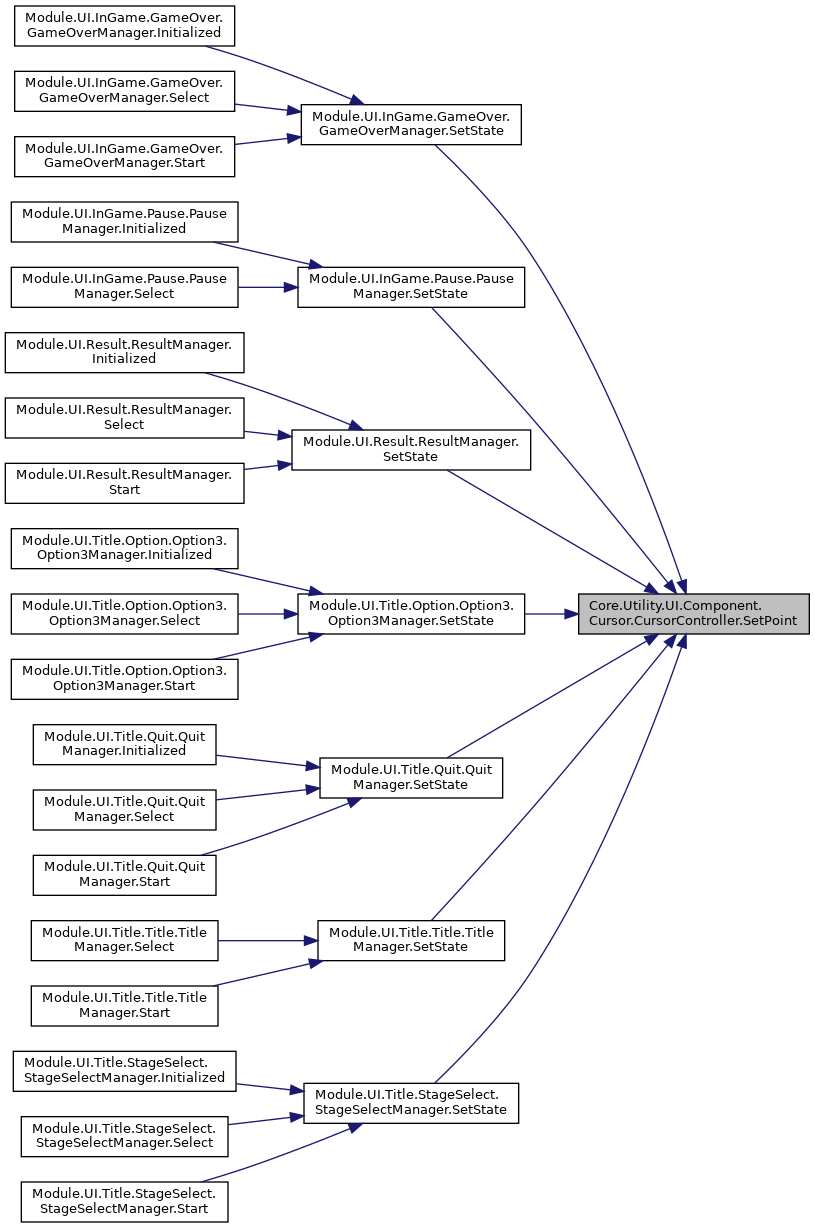 Module.UI.InGame.GameOver.
GameOverManager.Initialized
Module.UI.InGame.GameOver.
GameOverManager.Select
Module.UI.InGame.GameOver.
GameOverManager.Start
Module.UI.InGame.GameOver.
GameOverManager.SetState
Module.UI.InGame.Pause.Pause
Manager.Initialized
Module.UI.InGame.Pause.Pause
Manager.Select
Module.UI.InGame.Pause.Pause
Manager.SetState
Module.UI.Result.ResultManager.
Initialized
Module.UI.Result.ResultManager.
Select
Module.UI.Result.ResultManager.
Start
Module.UI.Result.ResultManager.
SetState
Module.UI.Title.Option.Option3.
Option3Manager.Initialized
Module.UI.Title.Option.Option3.
Option3Manager.Select
Module.UI.Title.Option.Option3.
Option3Manager.Start
Module.UI.Title.Option.Option3.
Option3Manager.SetState
Core.Utility.UI.Component.
Cursor.CursorController.SetPoint
Module.UI.Title.Quit.Quit
Manager.Initialized
Module.UI.Title.Quit.Quit
Manager.Select
Module.UI.Title.Quit.Quit
Manager.Start
Module.UI.Title.Quit.Quit
Manager.SetState
Module.UI.Title.Title.Title
Manager.Select
Module.UI.Title.Title.Title
Manager.Start
Module.UI.Title.Title.Title
Manager.SetState
Module.UI.Title.StageSelect.
StageSelectManager.Initialized
Module.UI.Title.StageSelect.
StageSelectManager.Select
Module.UI.Title.StageSelect.
StageSelectManager.Start
Module.UI.Title.StageSelect.
StageSelectManager.SetState